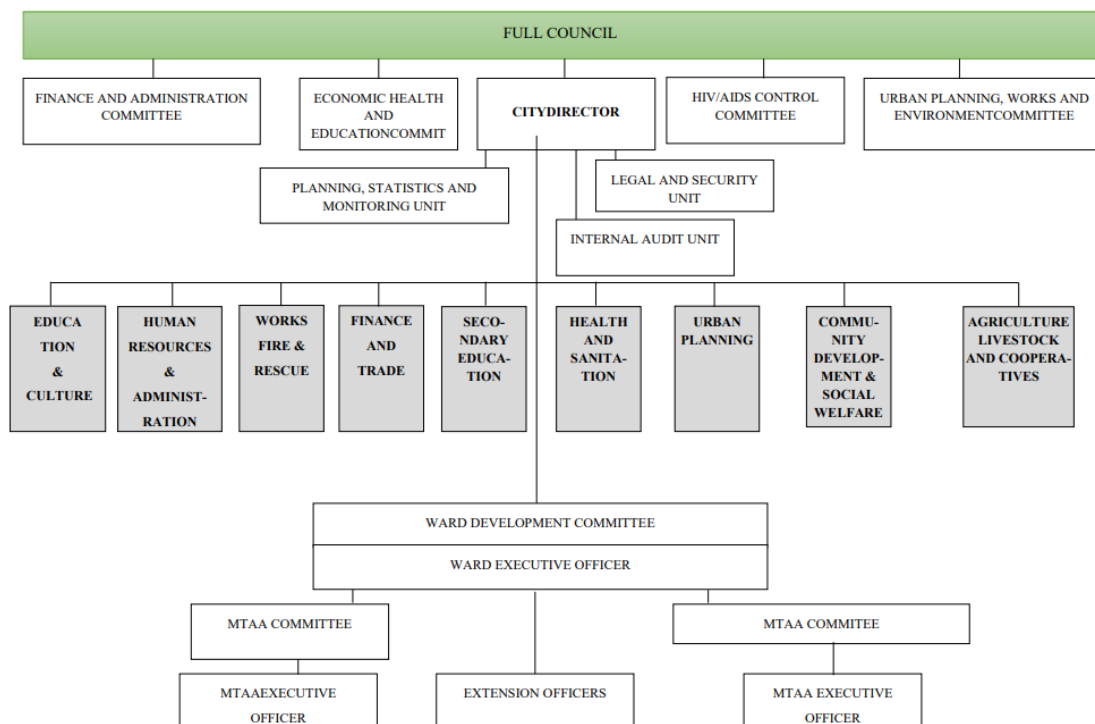 FULL COUNCIL
FINANCE AND ADMINISTRATION
COMMITTEE
ECONOMIC HEALTH
AND
EDUCATIONCOMMIT
CITYDIRECTOR
HIV/AIDS CONTROL
COMMITTEE
URBAN PLANNING, WORKS AND
ENVIRONMENTCOMMITTEE
PLANNING, STATISTICS AND
MONITORING UNIT
LEGAL AND SECURITY
UNIT
INTERNAL AUDIT UNIT
EDUCA
TION
&
CULTURE
HUMAN
RESOURCES
&
ADMINIST-
RATION
WORKS
FIRE &
RESCUE
FINANCE
AND
TRADE
SECO-
NDARY
EDUCA-
TION
HEALTH
AND
SANITA-
TION
URBAN
PLANNING
COMMU-
NITY
DEVELOP-
MENT &
SOCIAL
WELFARE
AGRICULTURE
LIVESTOCK
AND COOPERA-
TIVES
WARD DEVELOPMENT COMMITTEE
WARD EXECUTIVE OFFICER
MTAA COMMITTEE
MTAA COMMITEE
MTAAEXECUTIVE
OFFICER
EXTENSION OFFICERS
MTAA EXECUTIVE
OFFICER